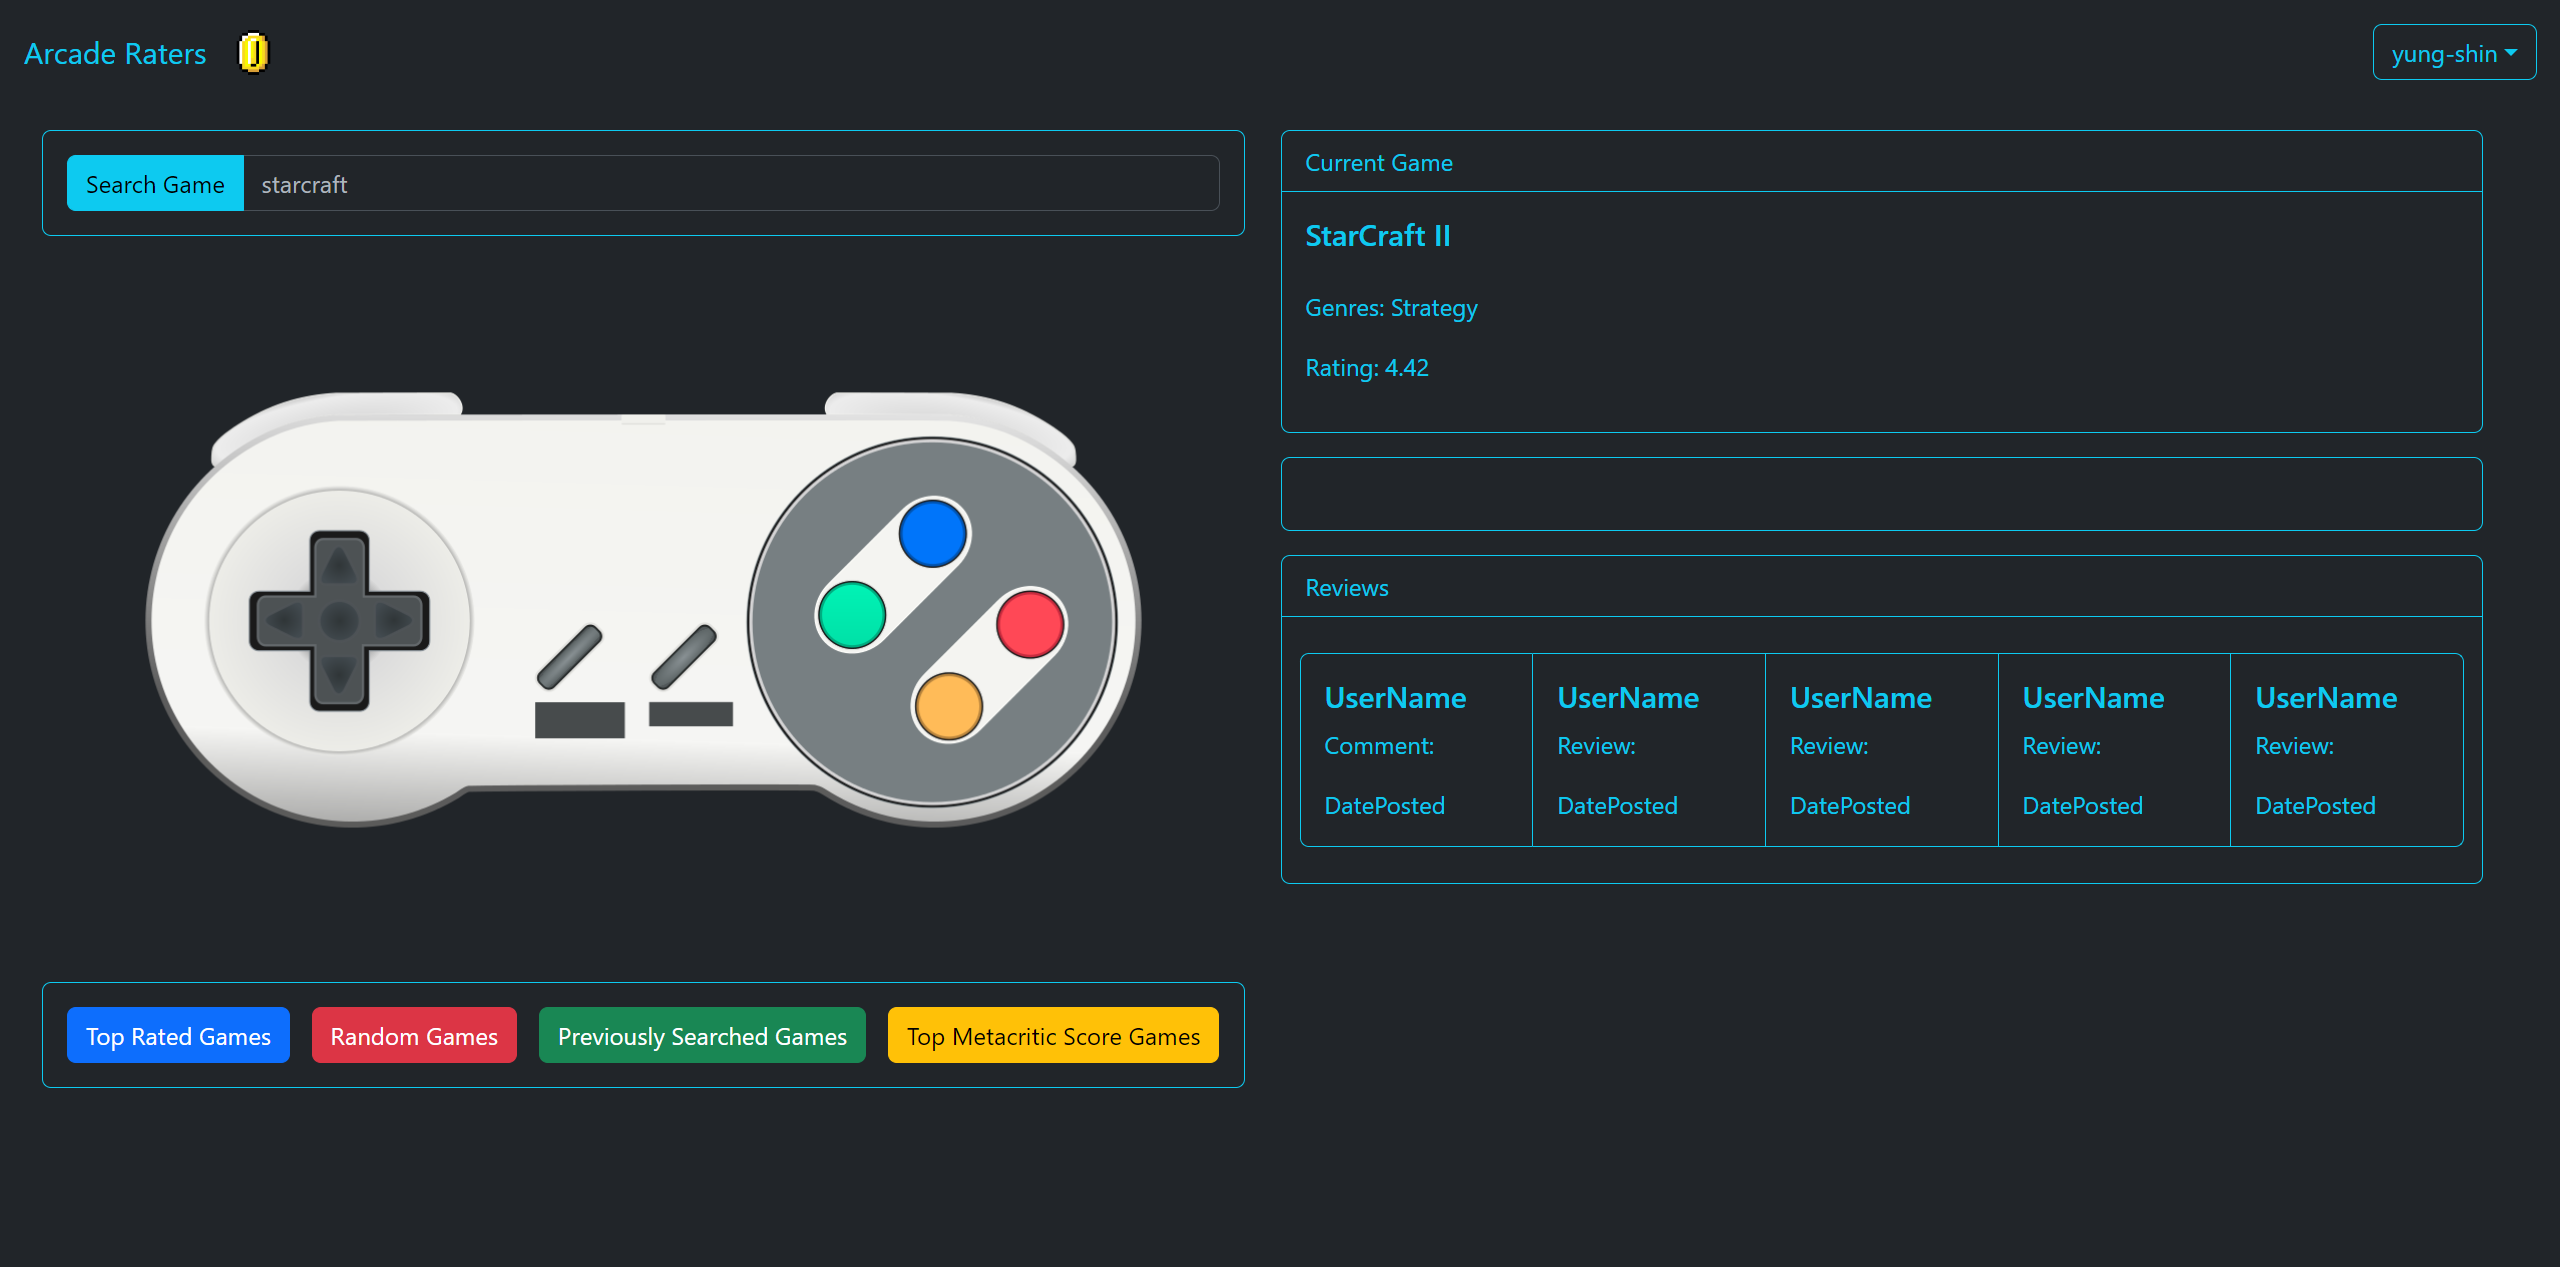 Arcade Raters
yung-shin
Search Game starcraft
Current Game
StarCraft II
Genres: Strategy
Rating: 4.42
Reviews
UserName
Comment:
DatePosted
UserName
Review:
DatePosted
UserName
Review:
DatePosted
UserName
Review:
DatePosted
UserName
Review:
DatePosted
Top Rated Games
Random Games
Previously Searched Games
Top Metacritic Score Games